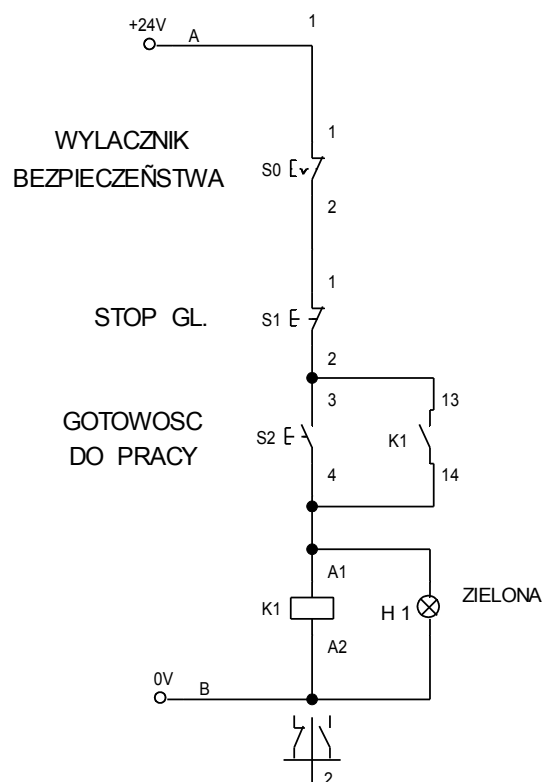 1
+24V
A
WYLACZNIK
BEZPIECZEÑSTWA
1
S0
2
1
STOP GL.
S1
2
3
13
GOTOWOSC
DO PRACY
S2
K1
4
14
A1
ZIELONA
K1
H 1
A2
0V
B
2